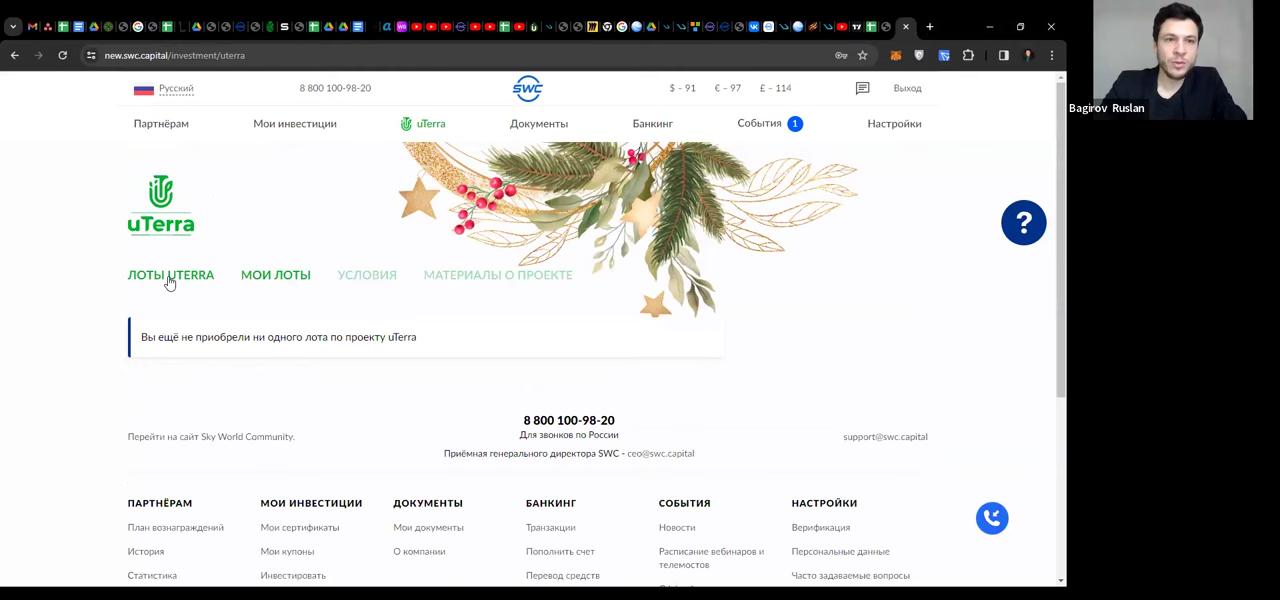 new.swc.capital/investment/uterra
Русский
8 800 100-98-20
SWC
$ – 91
€ – 97
£ – 114
Выход
Партнёрам
Мои инвестиции
uTerra
Документы
Банкинг
События 1
Настройки
Bagirov Ruslan
uTerra
?
ЛОТЫ UTERRA
МОИ ЛОТЫ
УСЛОВИЯ
МАТЕРИАЛЫ О ПРОЕКТЕ
Вы ещё не приобрели ни одного лота по проекту uTerra
8 800 100-98-20
Перейти на сайт Sky World Community.
Для звонков по России
support@swc.capital
Приёмная генерального директора SWC - ceo@swc.capital
ПАРТНЁРАМ
МОИ ИНВЕСТИЦИИ
ДОКУМЕНТЫ
БАНКИНГ
СОБЫТИЯ
НАСТРОЙКИ
План вознаграждений
Мои сертификаты
Мои документы
Транзакции
Новости
Верификация
История
Мои купоны
О компании
Пополнить счет
Расписание вебинаров и
телемостов
Персональные данные
Статистика
Инвестировать
Перевод средств
Часто задаваемые вопросы